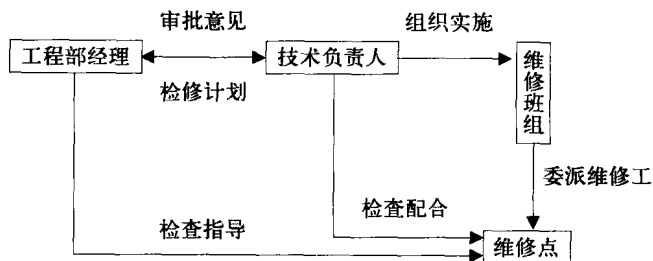 审批意见
组织实施
工程部经理
技术负责人
检修计划
维修班组
委派维修工
检查配合
检查指导
维修点